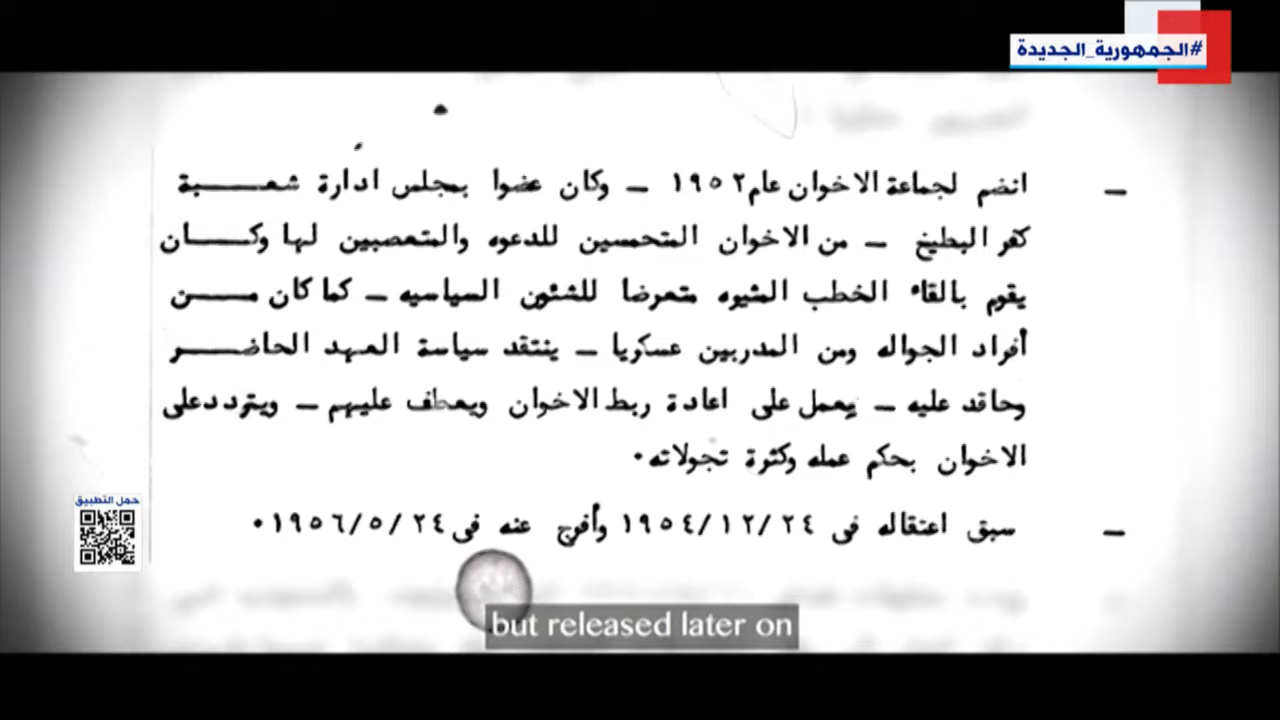 #الجمهورية_الجديدة
– انضم لجماعة الاخوان عام ١٩٥٢ – وكان عضوا بمجلس ادارة شعبة
كفر البطيخ – من الاخوان المتحمسين للدعوه والمتعصبين لها وكان
يقوم بالقاء الخطب المثيره متعرضا للشئون السياسيه – كما كان من
أفراد الجواله ومن المدربين عسكريا – ينتقد سياسة العهد الحاضر
وحاقد عليه – يعمل على اعادة ربط الاخوان ويعطف عليهم – ويتردد على
الاخوان بحكم عمله وكثرة تجولاته.
– سبق اعتقاله فى ١٩٥٤/١٢/٢٤ وأفرج عنه فى ١٩٥٦/٥/٢٤.
حمل التطبيق
but released later on